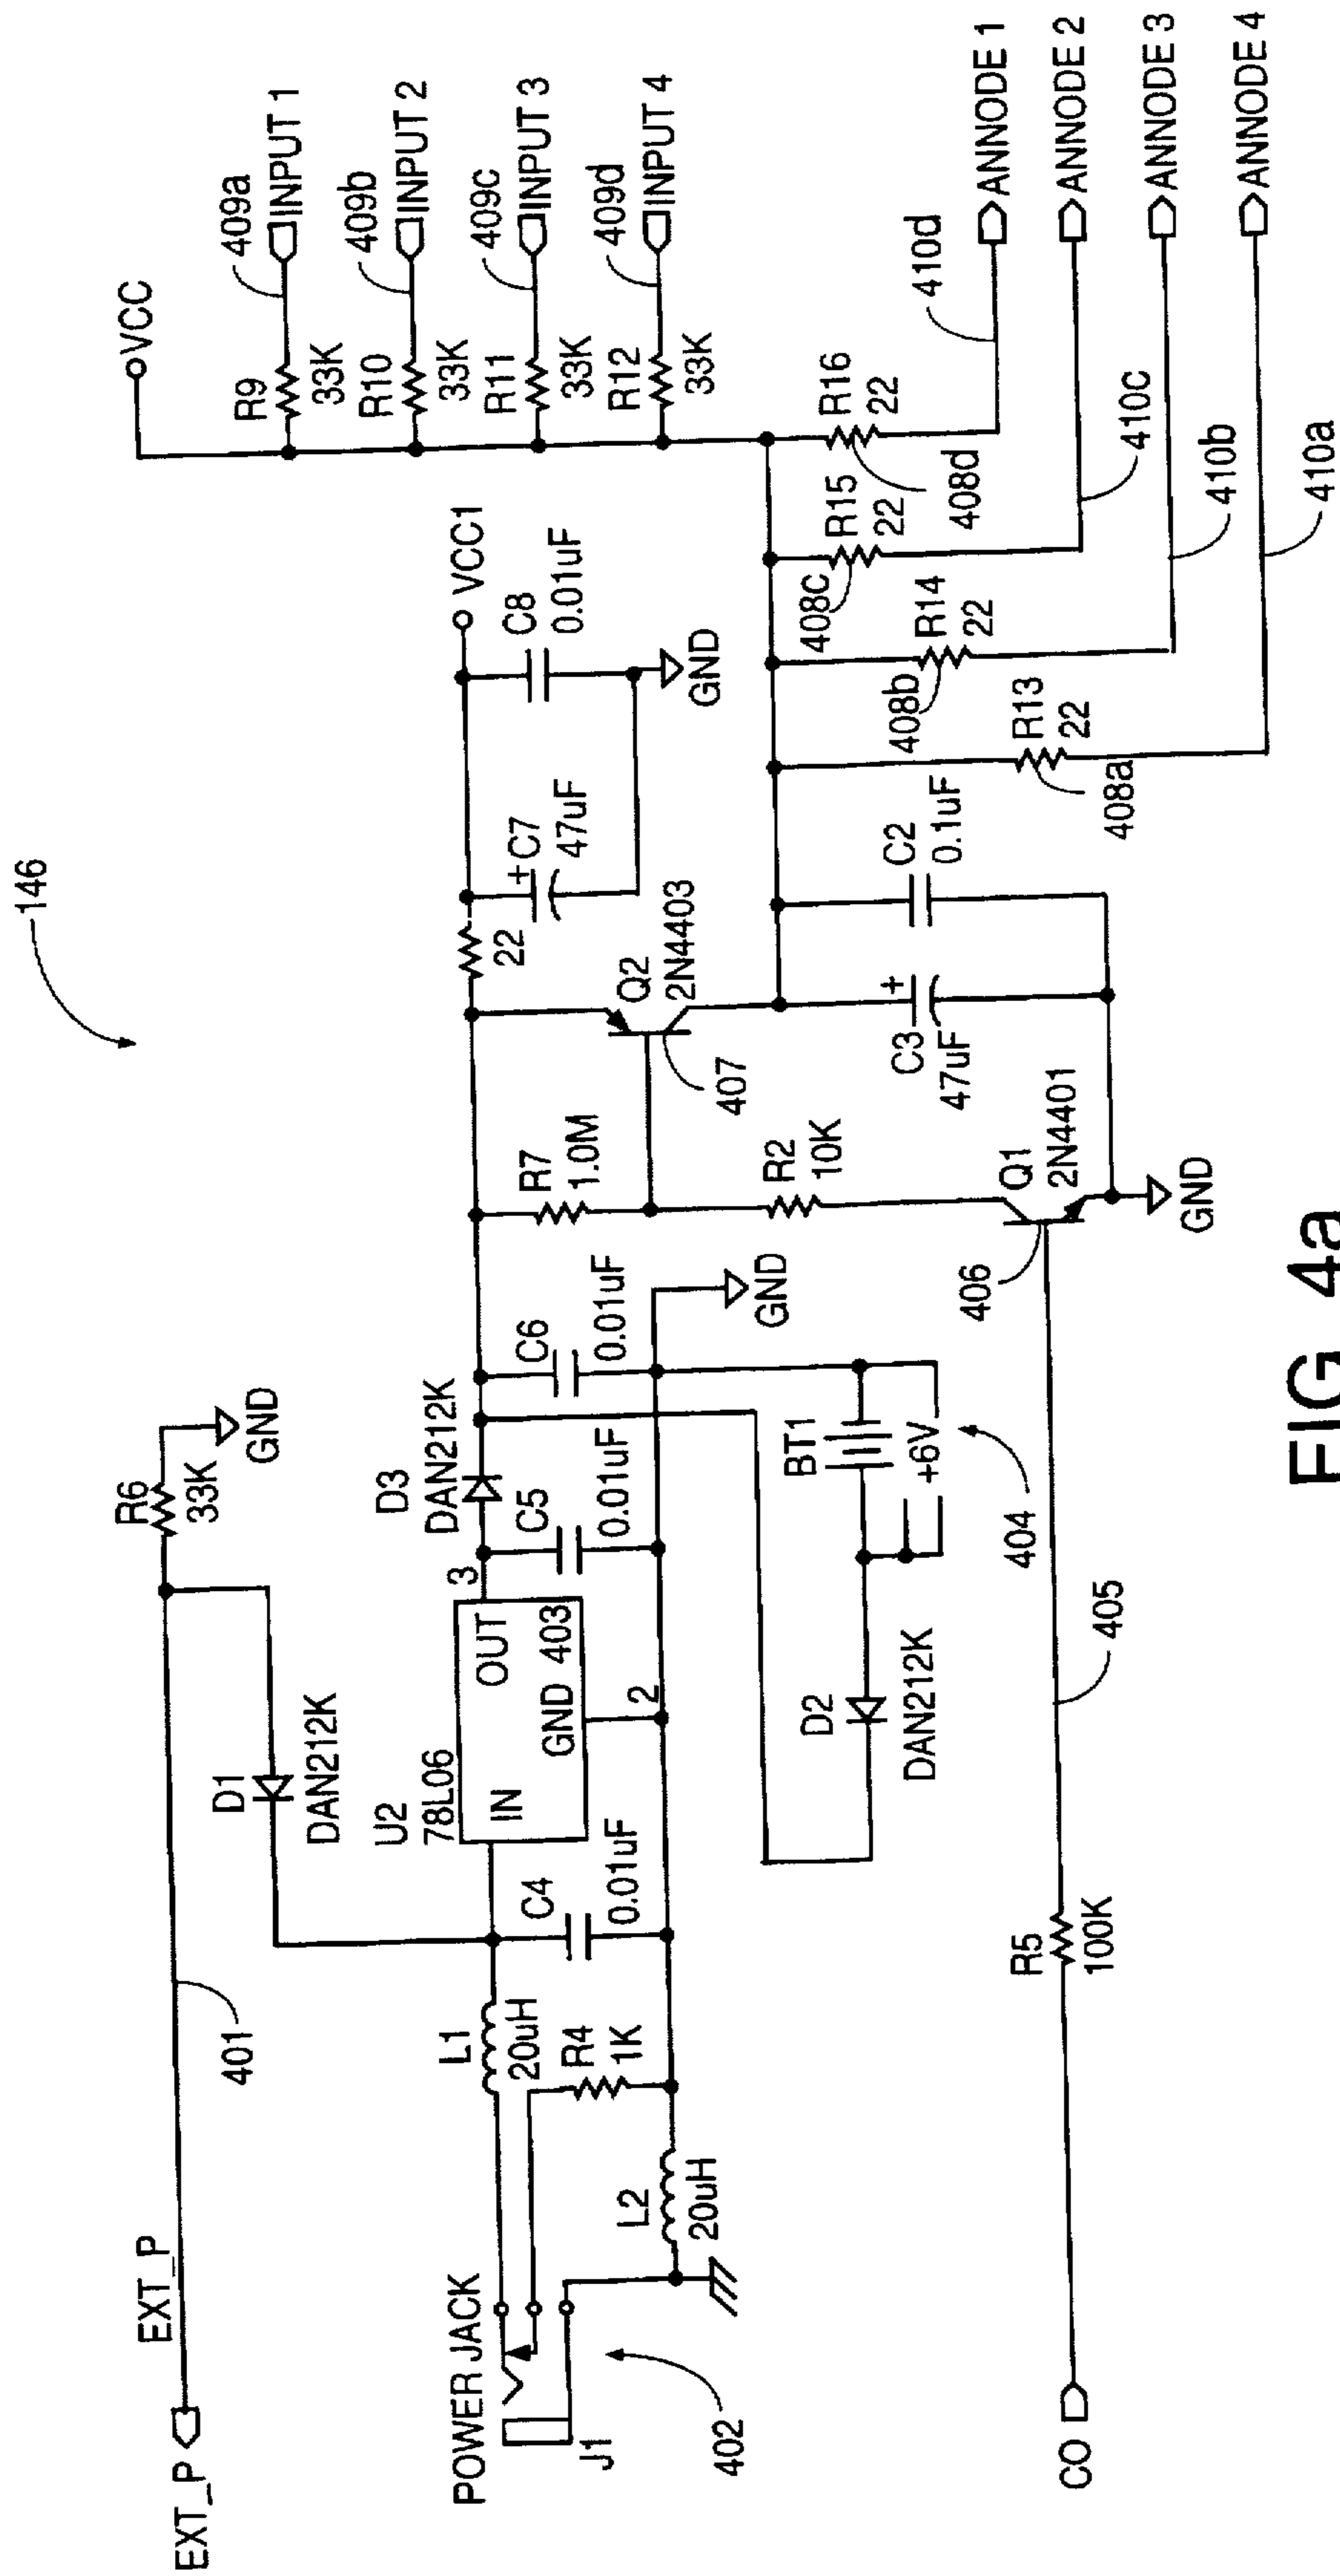 146
EXT_P
EXT_P
401
R6
33K
GND
D1
DAN212K
POWER JACK
J1
402
L1
20uH
R4
1K
L2
20uH
C4
0.01uF
U2
78L06
IN
OUT
GND 403
3
2
D3
DAN212K
C5
0.01uF
C6
0.01uF
GND
BT1
+6V
404
D2
DAN212K
R7
1.0M
R2
10K
Q2
2N4403
407
22
+
C7
47uF
C8
0.01uF
VCC1
GND
CO
R5
100K
405
406
Q1
2N4401
GND
C3
47uF
+
C2
0.1uF
VCC
R9
33K
409a
INPUT 1
R10
33K
409b
INPUT 2
R11
33K
409c
INPUT 3
R12
33K
409d
INPUT 4
R13
22
408a
R14
22
408b
R15
22
408c
R16
22
408d
410d
ANNODE 1
410c
ANNODE 2
410b
ANNODE 3
410a
ANNODE 4
FIG 4a